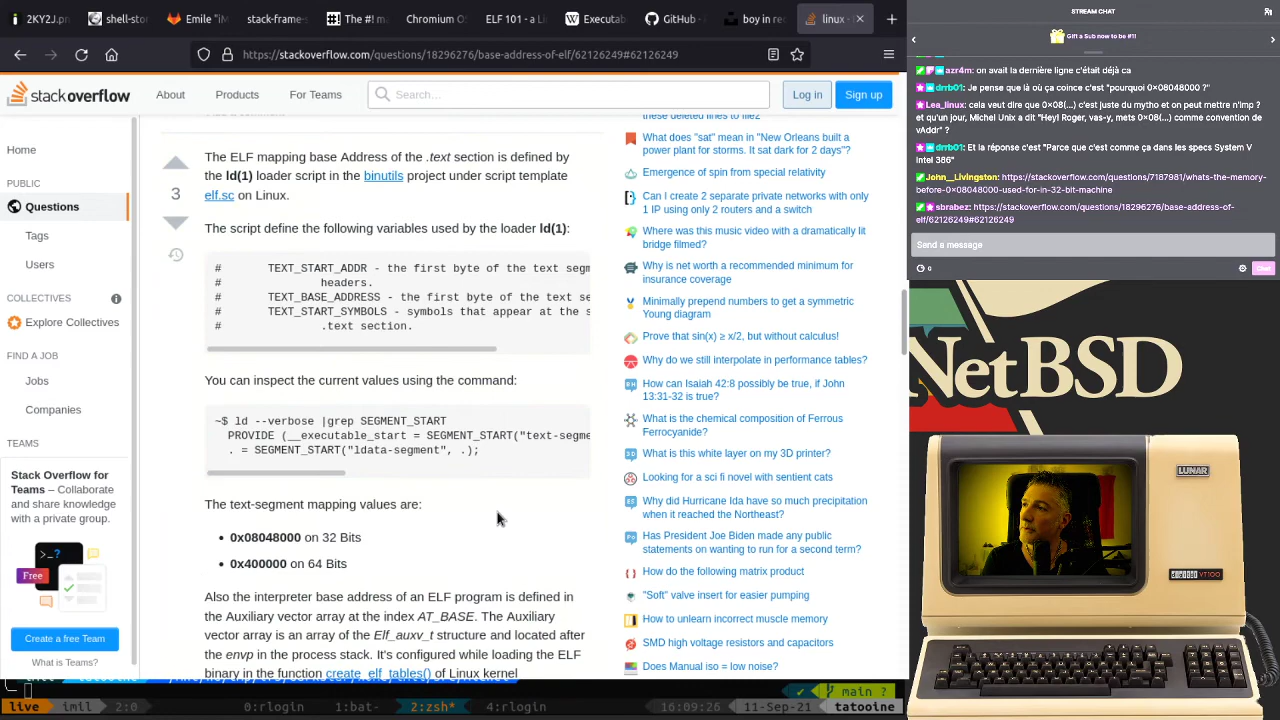 2KY2J.p
shell-stor
Emile "iM
stack-frame-s
The #! ma
Chromium O
ELF 101 - a Li
Executab
GitHub -
boy in rec
linux -
https://stackoverflow.com/questions/18296276/base-address-of-elf/62126249#62126249
stackoverflow
About
Products
For Teams
Search...
Log in
Sign up
Home
PUBLIC
Questions
Tags
Users
COLLECTIVES
Explore Collectives
FIND A JOB
Jobs
Companies
TEAMS
Stack Overflow for
Teams – Collaborate
and share knowledge
with a private group.
>_?
Free
Create a free Team
What is Teams?
3
The ELF mapping base Address of the .text section is defined by
the ld(1) loader script in the binutils project under script template
elf.sc on Linux.
The script define the following variables used by the loader ld(1):
# TEXT_START_ADDR - the first byte of the text segm
# headers.
# TEXT_BASE_ADDRESS - the first byte of the text se
# TEXT_START_SYMBOLS - symbols that appear at the s
# .text section.
You can inspect the current values using the command:
~$ ld --verbose |grep SEGMENT_START
PROVIDE (__executable_start = SEGMENT_START("text-segme
. = SEGMENT_START("ldata-segment", .);
The text-segment mapping values are:
• 0x08048000 on 32 Bits
• 0x400000 on 64 Bits
Also the interpreter base address of an ELF program is defined in
the Auxiliary vector array at the index AT_BASE. The Auxiliary
vector array is an array of the Elf_auxv_t structure and located after
the envp in the process stack. It's configured while loading the ELF
binary in the function create_elf_tables() of Linux kernel
these deleted lines to file2
What does "sat" mean in "New Orleans built a
power plant for storms. It sat dark for 2 days"?
Emergence of spin from special relativity
Can I create 2 separate private networks with only
1 IP using only 2 routers and a switch
Where was this music video with a dramatically lit
bridge filmed?
Why is net worth a recommended minimum for
insurance coverage
Minimally prepend numbers to get a symmetric
Young diagram
Prove that sin(x) ≥ x/2, but without calculus!
Why do we still interpolate in performance tables?
How can Isaiah 42:8 possibly be true, if John
13:31-32 is true?
What is the chemical composition of Ferrous
Ferrocyanide?
What is this white layer on my 3D printer?
Looking for a sci fi novel with sentient cats
Why did Hurricane Ida have so much precipitation
when it reached the Northeast?
Has President Joe Biden made any public
statements on wanting to run for a second term?
How do the following matrix product
"Soft" valve insert for easier pumping
How to unlearn incorrect muscle memory
SMD high voltage resistors and capacitors
Does Manual iso = low noise?
✔ main ?
live
imil
2:0
0:rlogin
1:bat-
2:zsh*
4:rlogin
16:09:26
11-Sep-21
tatooine
STREAM CHAT
Gift a Sub now to be #1!
azr4m: on avait la dernière ligne c'était déjà ca
drrb01: Je pense que là où ça coince c'est "pourquoi 0x08048000 ?"
Lea_linux: cela veut dire que 0x08(...) c'est juste du mytho et on peut mettre n'imp ?
et qu'un jour, Michel Unix a dit "Hey! Roger, vas-y, mets 0x08(...) comme convention de
vAddr" ?
drrb01: Et la réponse c'est "Parce que c'est comme ça dans les specs System V
Intel 386"
John__Livingston: https://stackoverflow.com/questions/7187981/whats-the-memory-
before-0x08048000-used-for-in-32-bit-machine
sbrabez: https://stackoverflow.com/questions/18296276/base-address-of-
elf/62126249#62126249
Send a message
0
Chat
NetBSD
LUNAR
VT100